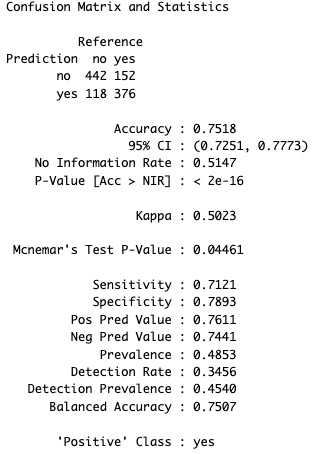 Confusion Matrix and Statistics
Reference
Prediction no yes
no 442 152
yes 118 376
Accuracy : 0.7518
95% CI : (0.7251, 0.7773)
No Information Rate : 0.5147
P-Value [Acc > NIR] : < 2e-16
Kappa : 0.5023
Mcnemar's Test P-Value : 0.04461
Sensitivity : 0.7121
Specificity : 0.7893
Pos Pred Value : 0.7611
Neg Pred Value : 0.7441
Prevalence : 0.4853
Detection Rate : 0.3456
Detection Prevalence : 0.4540
Balanced Accuracy : 0.7507
'Positive' Class : yes